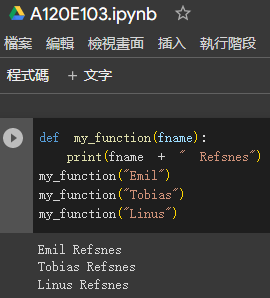 A120E103.ipynb
檔案 編輯 檢視畫面 插入 執行階段
程式碼 + 文字
def my_function(fname):
    print(fname + " Refsnes")
my_function("Emil")
my_function("Tobias")
my_function("Linus")
Emil Refsnes
Tobias Refsnes
Linus Refsnes